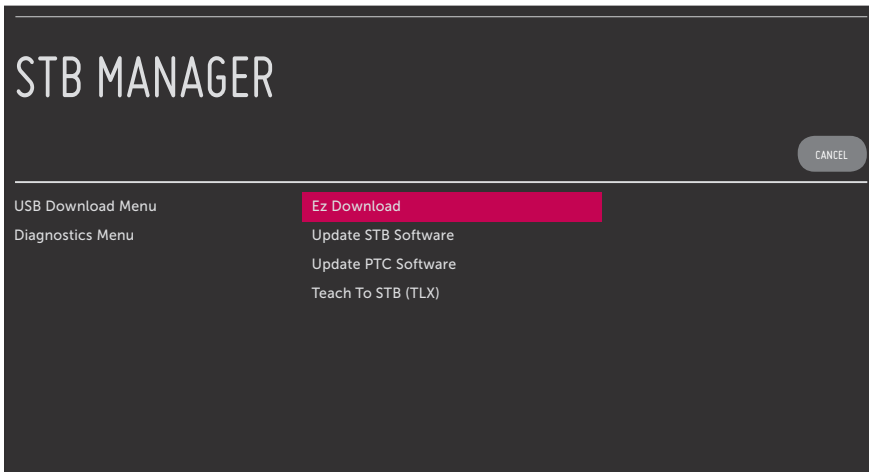 STB MANAGER
CANCEL
USB Download Menu
Diagnostics Menu
Ez Download
Update STB Software
Update PTC Software
Teach To STB (TLX)